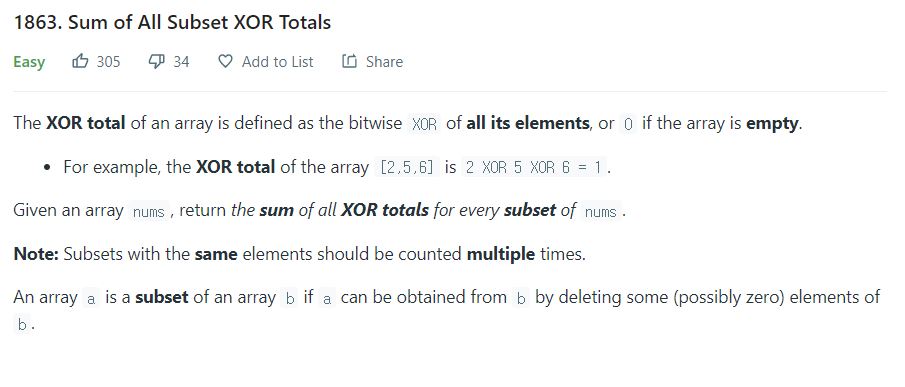 1863. Sum of All Subset XOR Totals
Easy 305 34 Add to List Share
The XOR total of an array is defined as the bitwise XOR of all its elements, or 0 if the array is empty.
• For example, the XOR total of the array [2,5,6] is 2 XOR 5 XOR 6 = 1.
Given an array nums, return the sum of all XOR totals for every subset of nums.
Note: Subsets with the same elements should be counted multiple times.
An array a is a subset of an array b if a can be obtained from b by deleting some (possibly zero) elements of
b.